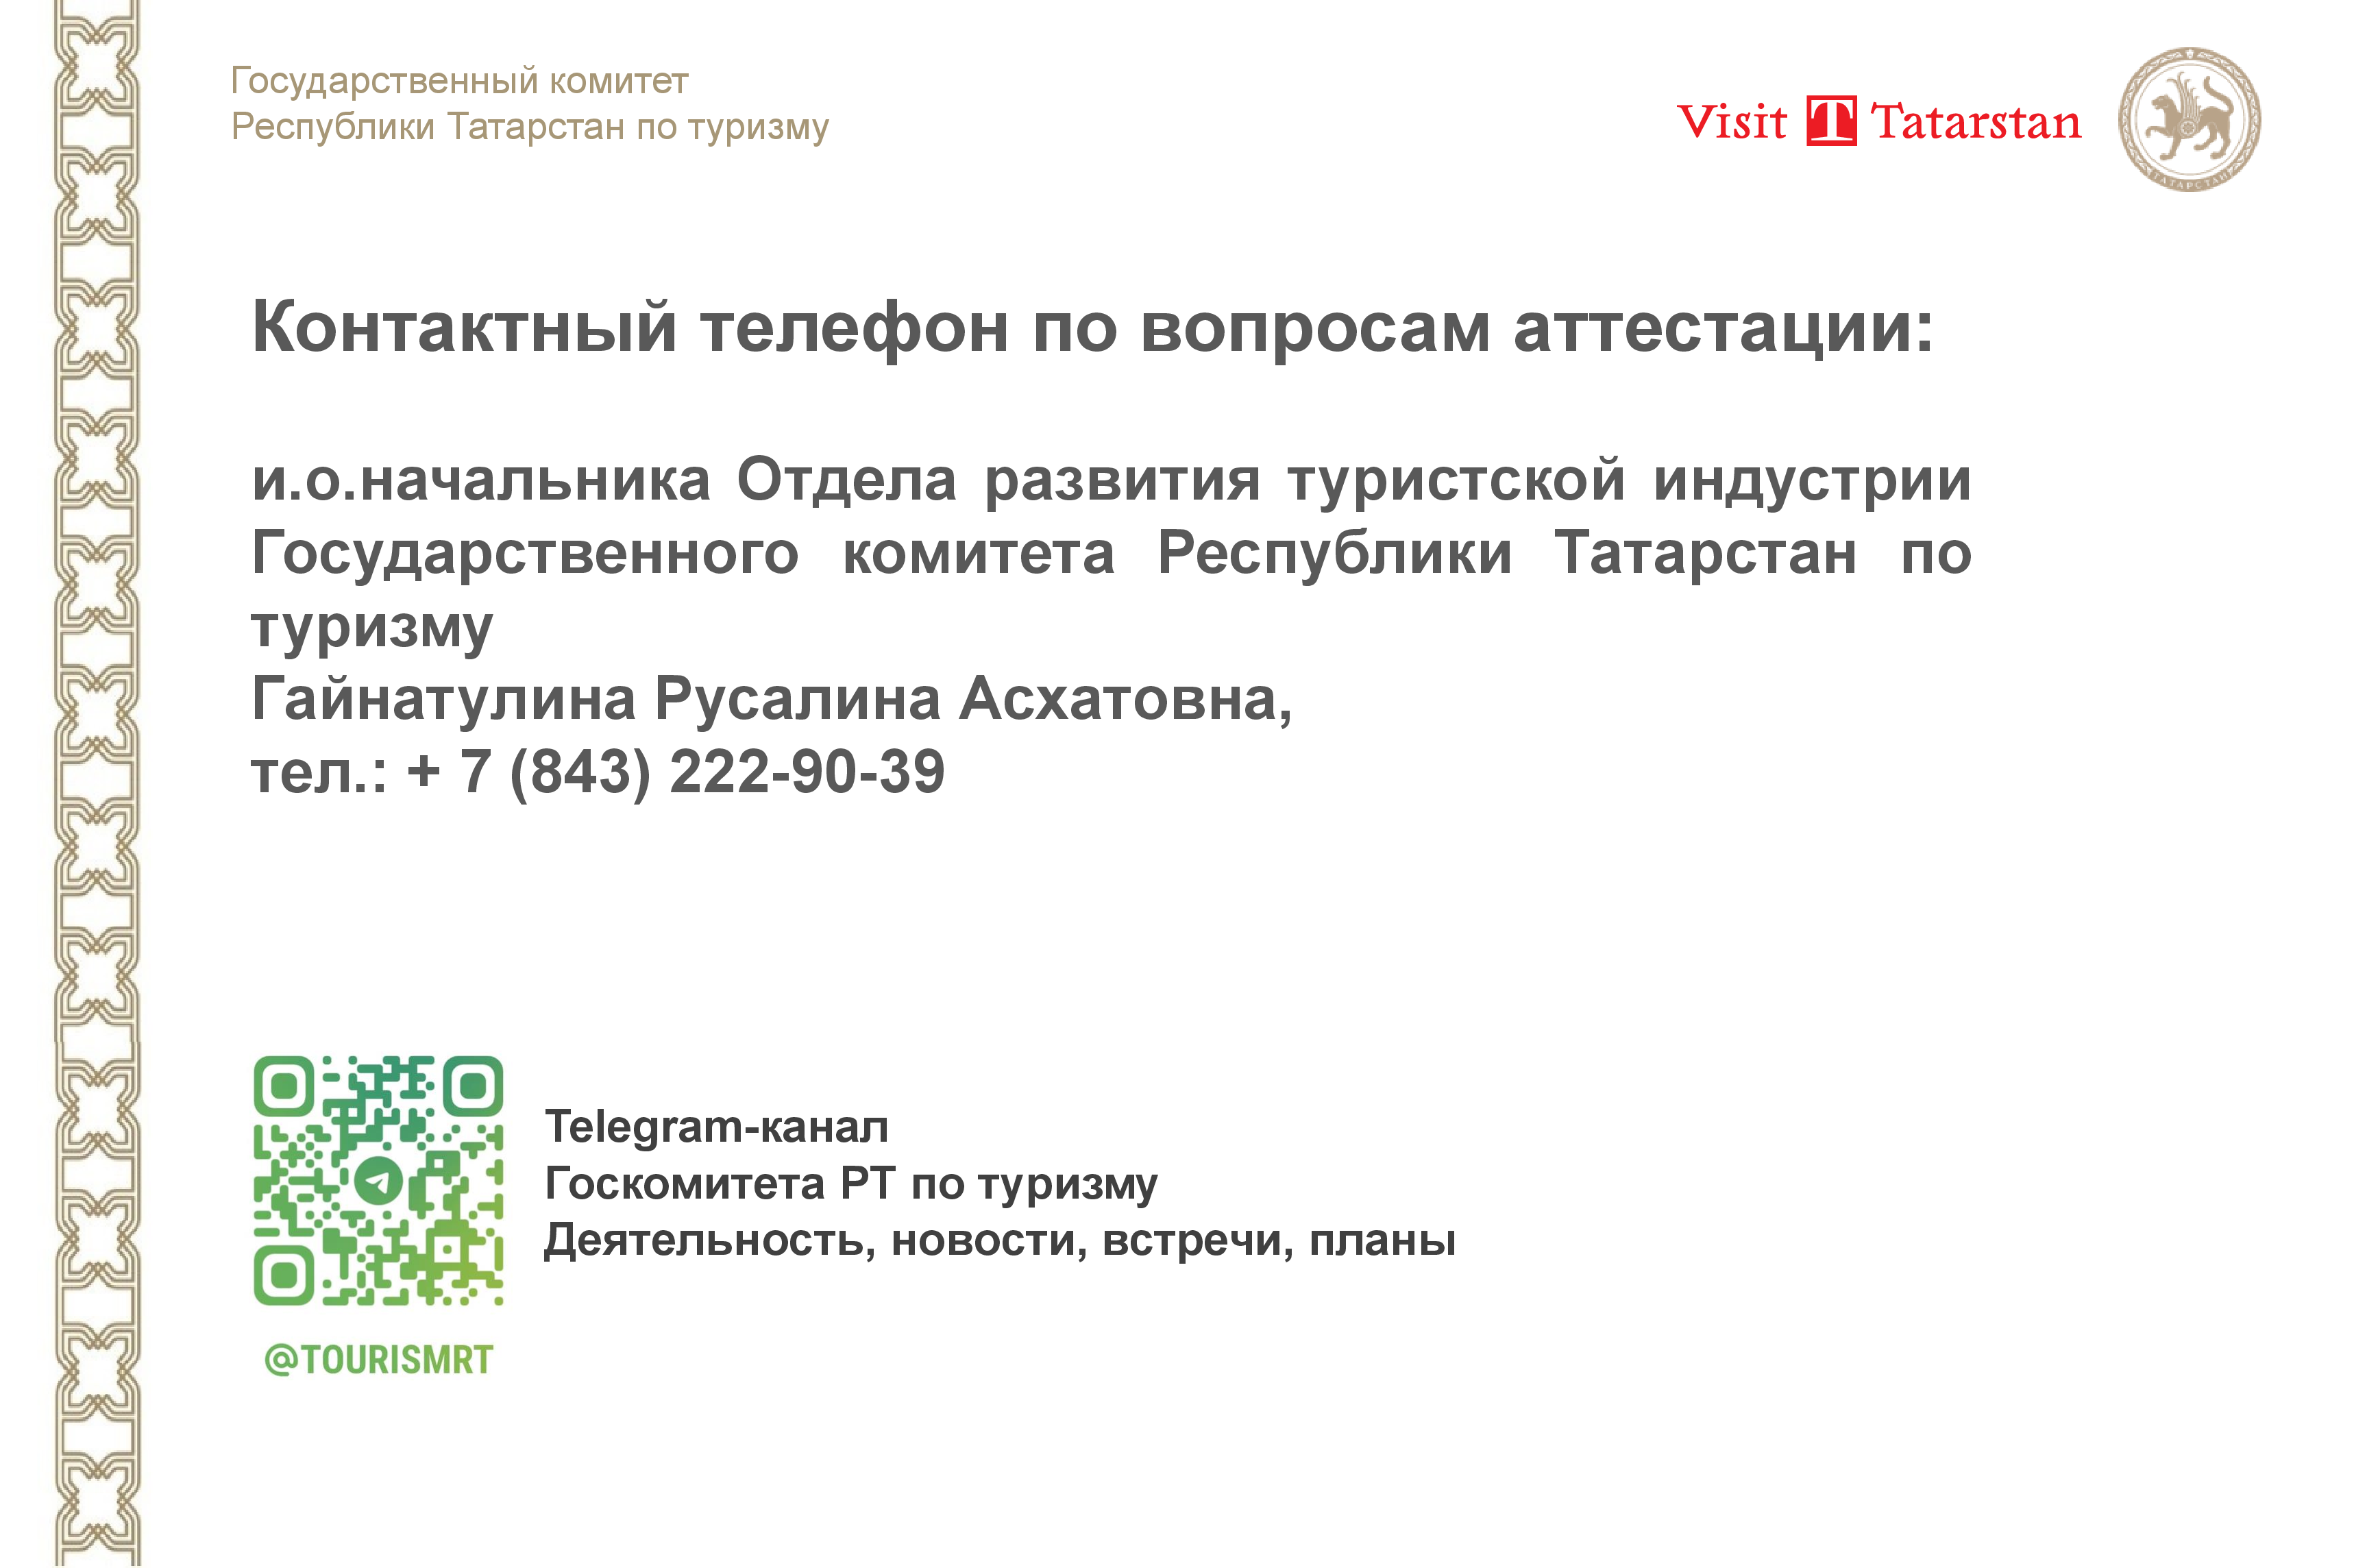 Государственный комитет
Республики Татарстан по туризму
Visit T Tatarstan
ТАТАРСТАН
Контактный телефон по вопросам аттестации:
и.о.начальника Отдела развития туристской индустрии
Государственного комитета Республики Татарстан по
туризму
Гайнатулина Русалина Асхатовна,
тел.: + 7 (843) 222-90-39
Telegram-канал
Госкомитета РТ по туризму
Деятельность, новости, встречи, планы
@TOURISMRT